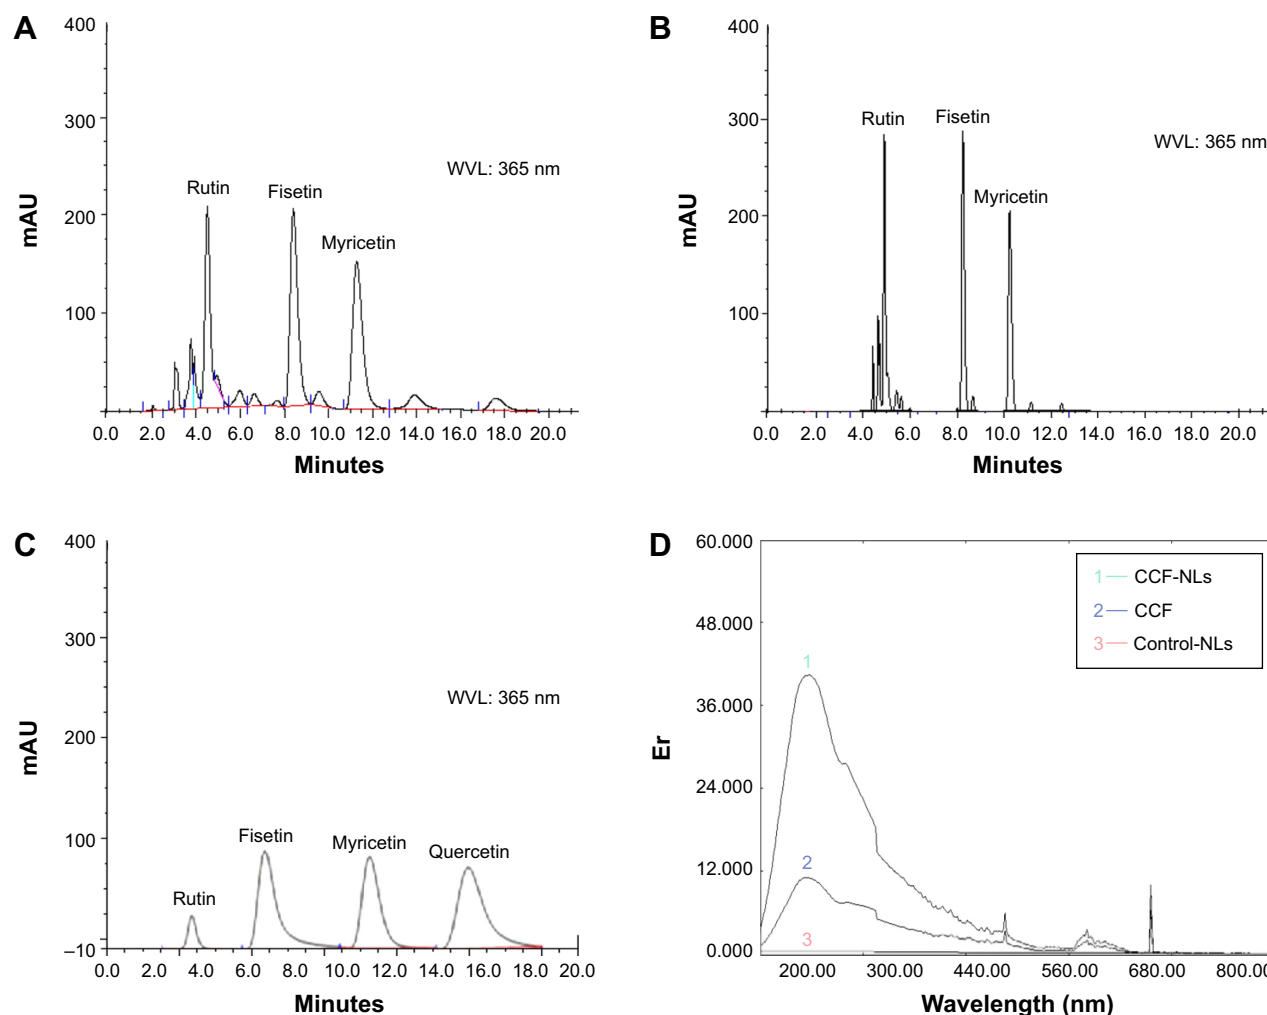 A
400
300
200
100
mAU
Rutin
Fisetin
Myricetin
WVL: 365 nm
0.0 2.0 4.0 6.0 8.0 10.0 12.0 14.0 16.0 18.0 20.0
Minutes
B
400
300
200
100
mAU
Rutin
Fisetin
Myricetin
WVL: 365 nm
0.0 2.0 4.0 6.0 8.0 10.0 12.0 14.0 16.0 18.0 20.0
Minutes
C
400
300
200
100
–10
mAU
WVL: 365 nm
Rutin
Fisetin
Myricetin
Quercetin
0.0 2.0 4.0 6.0 8.0 10.0 12.0 14.0 16.0 18.0 20.0
Minutes
D
60.000
48.000
36.000
24.000
12.000
0.000
Er
1 CCF-NLs
2 CCF
3 Control-NLs
1
2
3
200.00 300.00 440.00 560.00 680.00 800.00
Wavelength (nm)